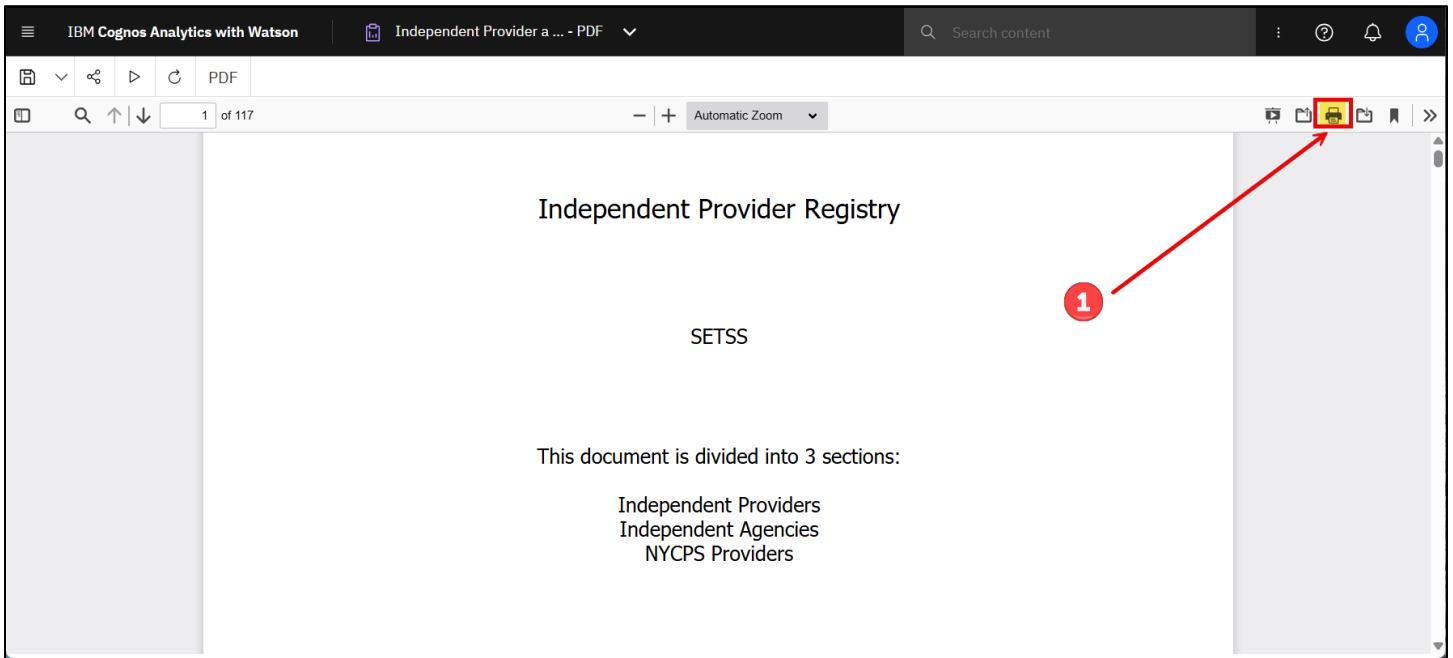 IBM Cognos Analytics with Watson
Independent Provider a ... - PDF
Search content
PDF
1 of 117
Automatic Zoom
Independent Provider Registry
1
SETSS
This document is divided into 3 sections:
Independent Providers
Independent Agencies
NYCPS Providers